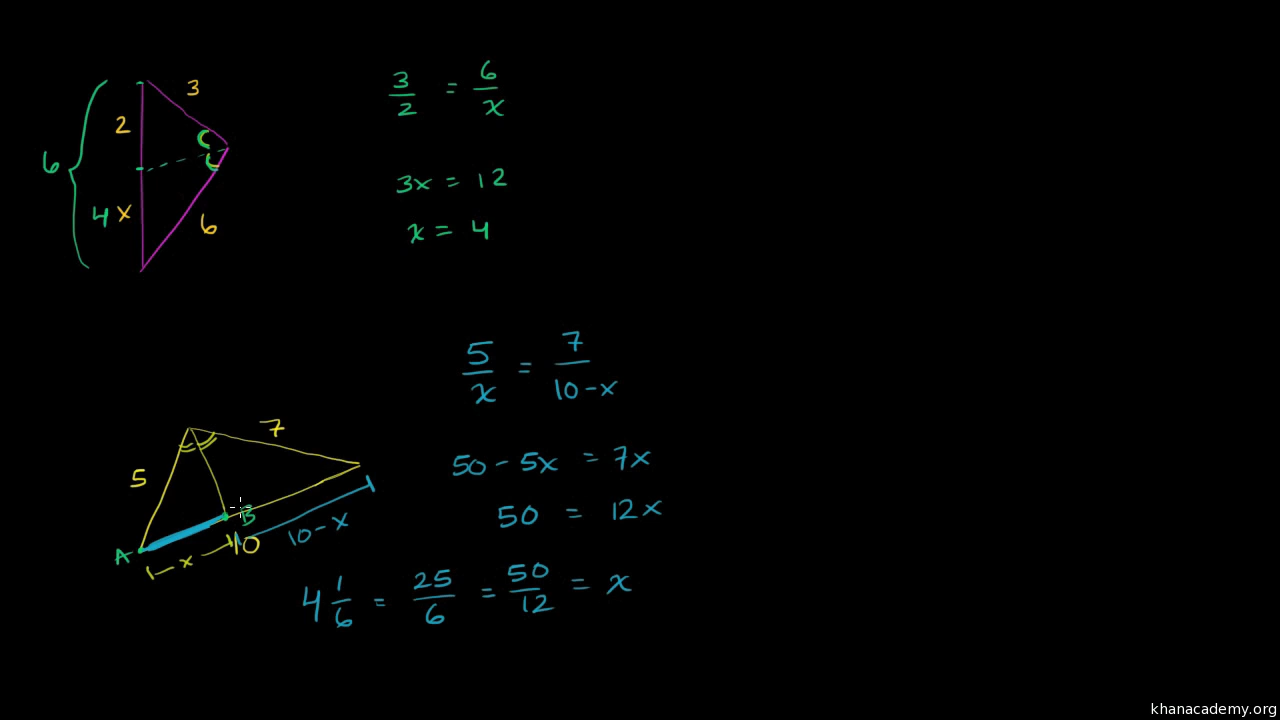 3
2
6
4 x
6
3/2 = 6/x
3x = 12
x = 4
5
7
A
B
x
10
10 - x
5/x = 7/(10 - x)
50 - 5x = 7x
50 = 12x
4 1/6 = 25/6 = 50/12 = x
khanacademy.org